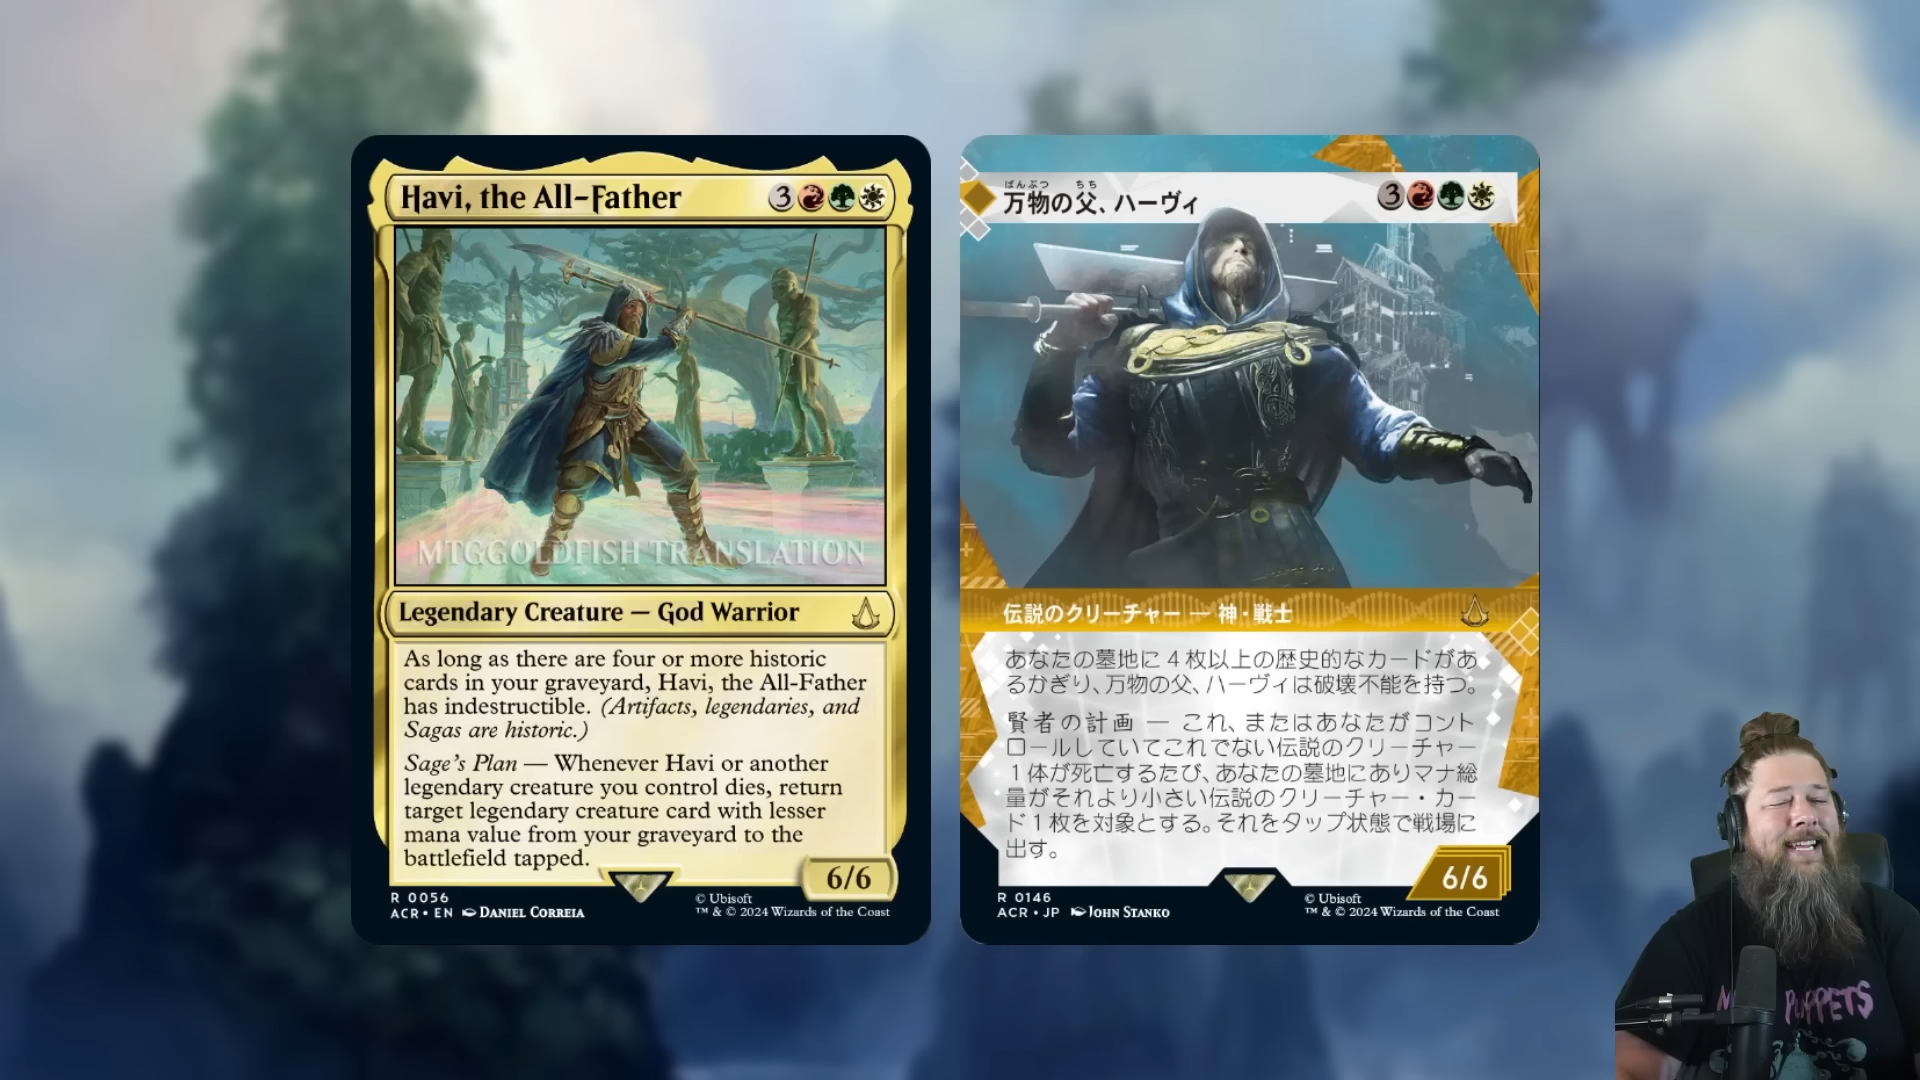 Havi, the All-Father
3
MTGGOLDFISH TRANSLATION
Legendary Creature — God Warrior
As long as there are four or more historic
cards in your graveyard, Havi, the All-Father
has indestructible. (Artifacts, legendaries, and
Sagas are historic.)
Sage's Plan — Whenever Havi or another
legendary creature you control dies, return
target legendary creature card with lesser
mana value from your graveyard to the
battlefield tapped.
6/6
R 0056
ACR • EN DANIEL CORREIA
© Ubisoft
™ & © 2024 Wizards of the Coast
ばんぶつ ちち
万物の父、ハーヴィ
3
伝説のクリーチャー — 神・戦士
あなたの墓地に4枚以上の歴史的なカードがあ
るかぎり、万物の父、ハーヴィは破壊不能を持つ。
賢者の計画 — これ、またはあなたがコント
ロールしていてこれでない伝説のクリーチャー
1体が死亡するたび、あなたの墓地にありマナ総
量がそれより小さい伝説のクリーチャー・カー
ド1枚を対象とする。それをタップ状態で戦場に
出す。
6/6
R 0146
ACR • JP JOHN STANKO
© Ubisoft
™ & © 2024 Wizards of the Coast